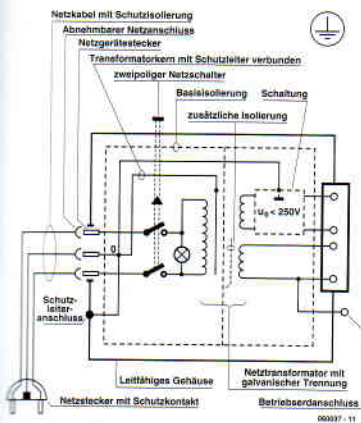 Netzkabel mit Schutzisolierung
Abnehmbarer Netzanschluss
Netzgerätestecker
Transformatorkern mit Schutzleiter verbunden
zweipoliger Netzschalter
Basisisolierung
Schaltung
zusätzliche Isolierung
0
U₀ < 250V
Schutz-
leiter-
anschluss
Leitfähiges Gehäuse
Netztransformator mit
galvanischer Trennung
Netzstecker mit Schutzkontakt
Betriebserdanschluss
060037 - 11